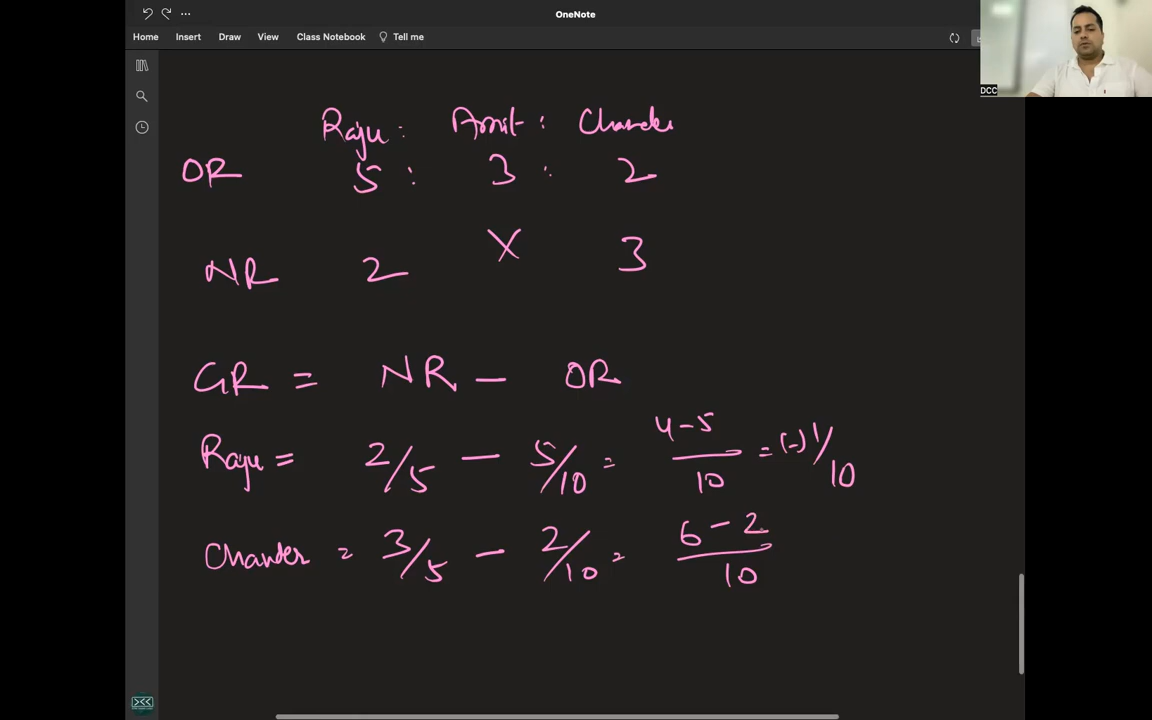 OneNote
Home Insert Draw View Class Notebook Tell me
DCC
Raju : Amit : Chander
OR 5 : 3 : 2
NR 2 X 3
GR = NR - OR
Raju = 2/5 - 5/10 = 4-5/10 = (-) 1/10
Chander = 3/5 - 2/10 = 6-2/10